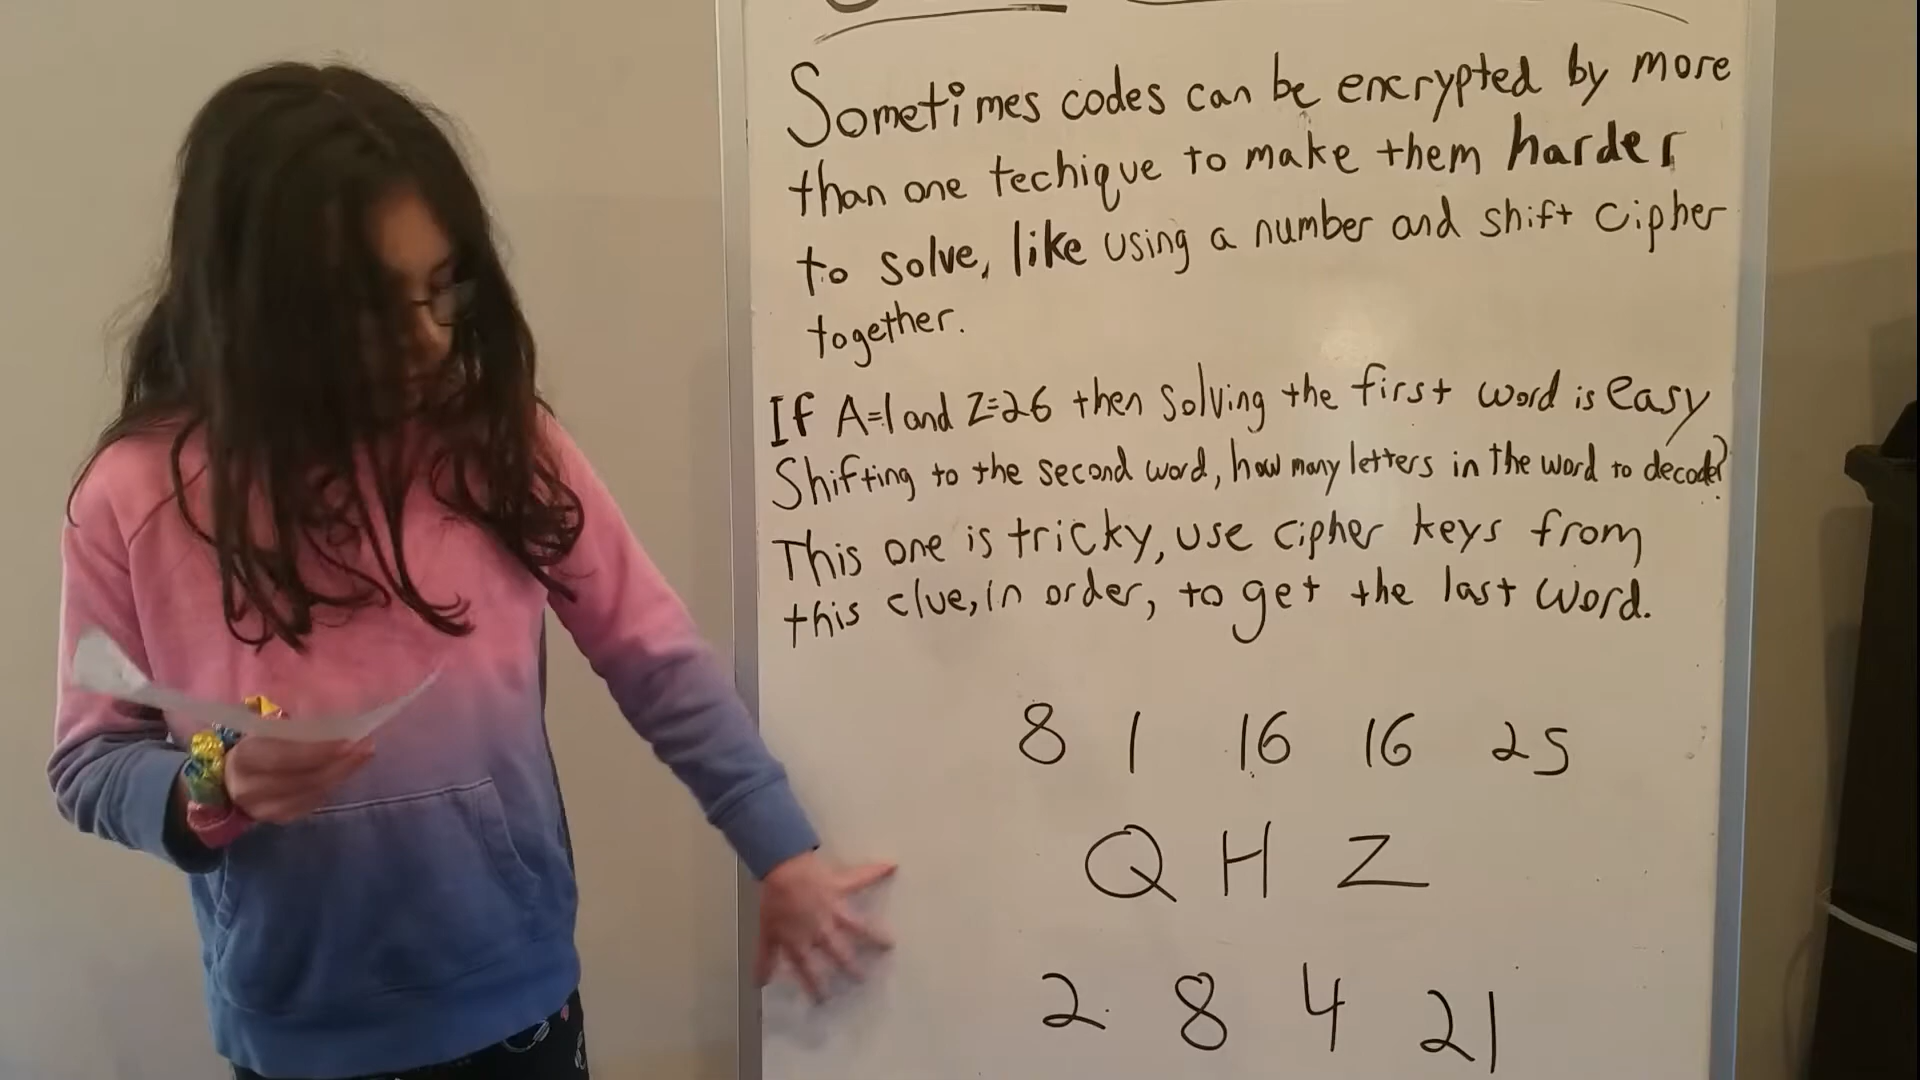 Sometimes codes can be encrypted by more
than one techique to make them harder
to solve, like using a number and shift cipher
together.
If A=1 and Z=26 then solving the first word is easy
Shifting to the second word, how many letters in the word to decode?
This one is tricky, use cipher keys from
this clue, in order, to get the last word.
8 1 16 16 25
Q H Z
2 8 4 21